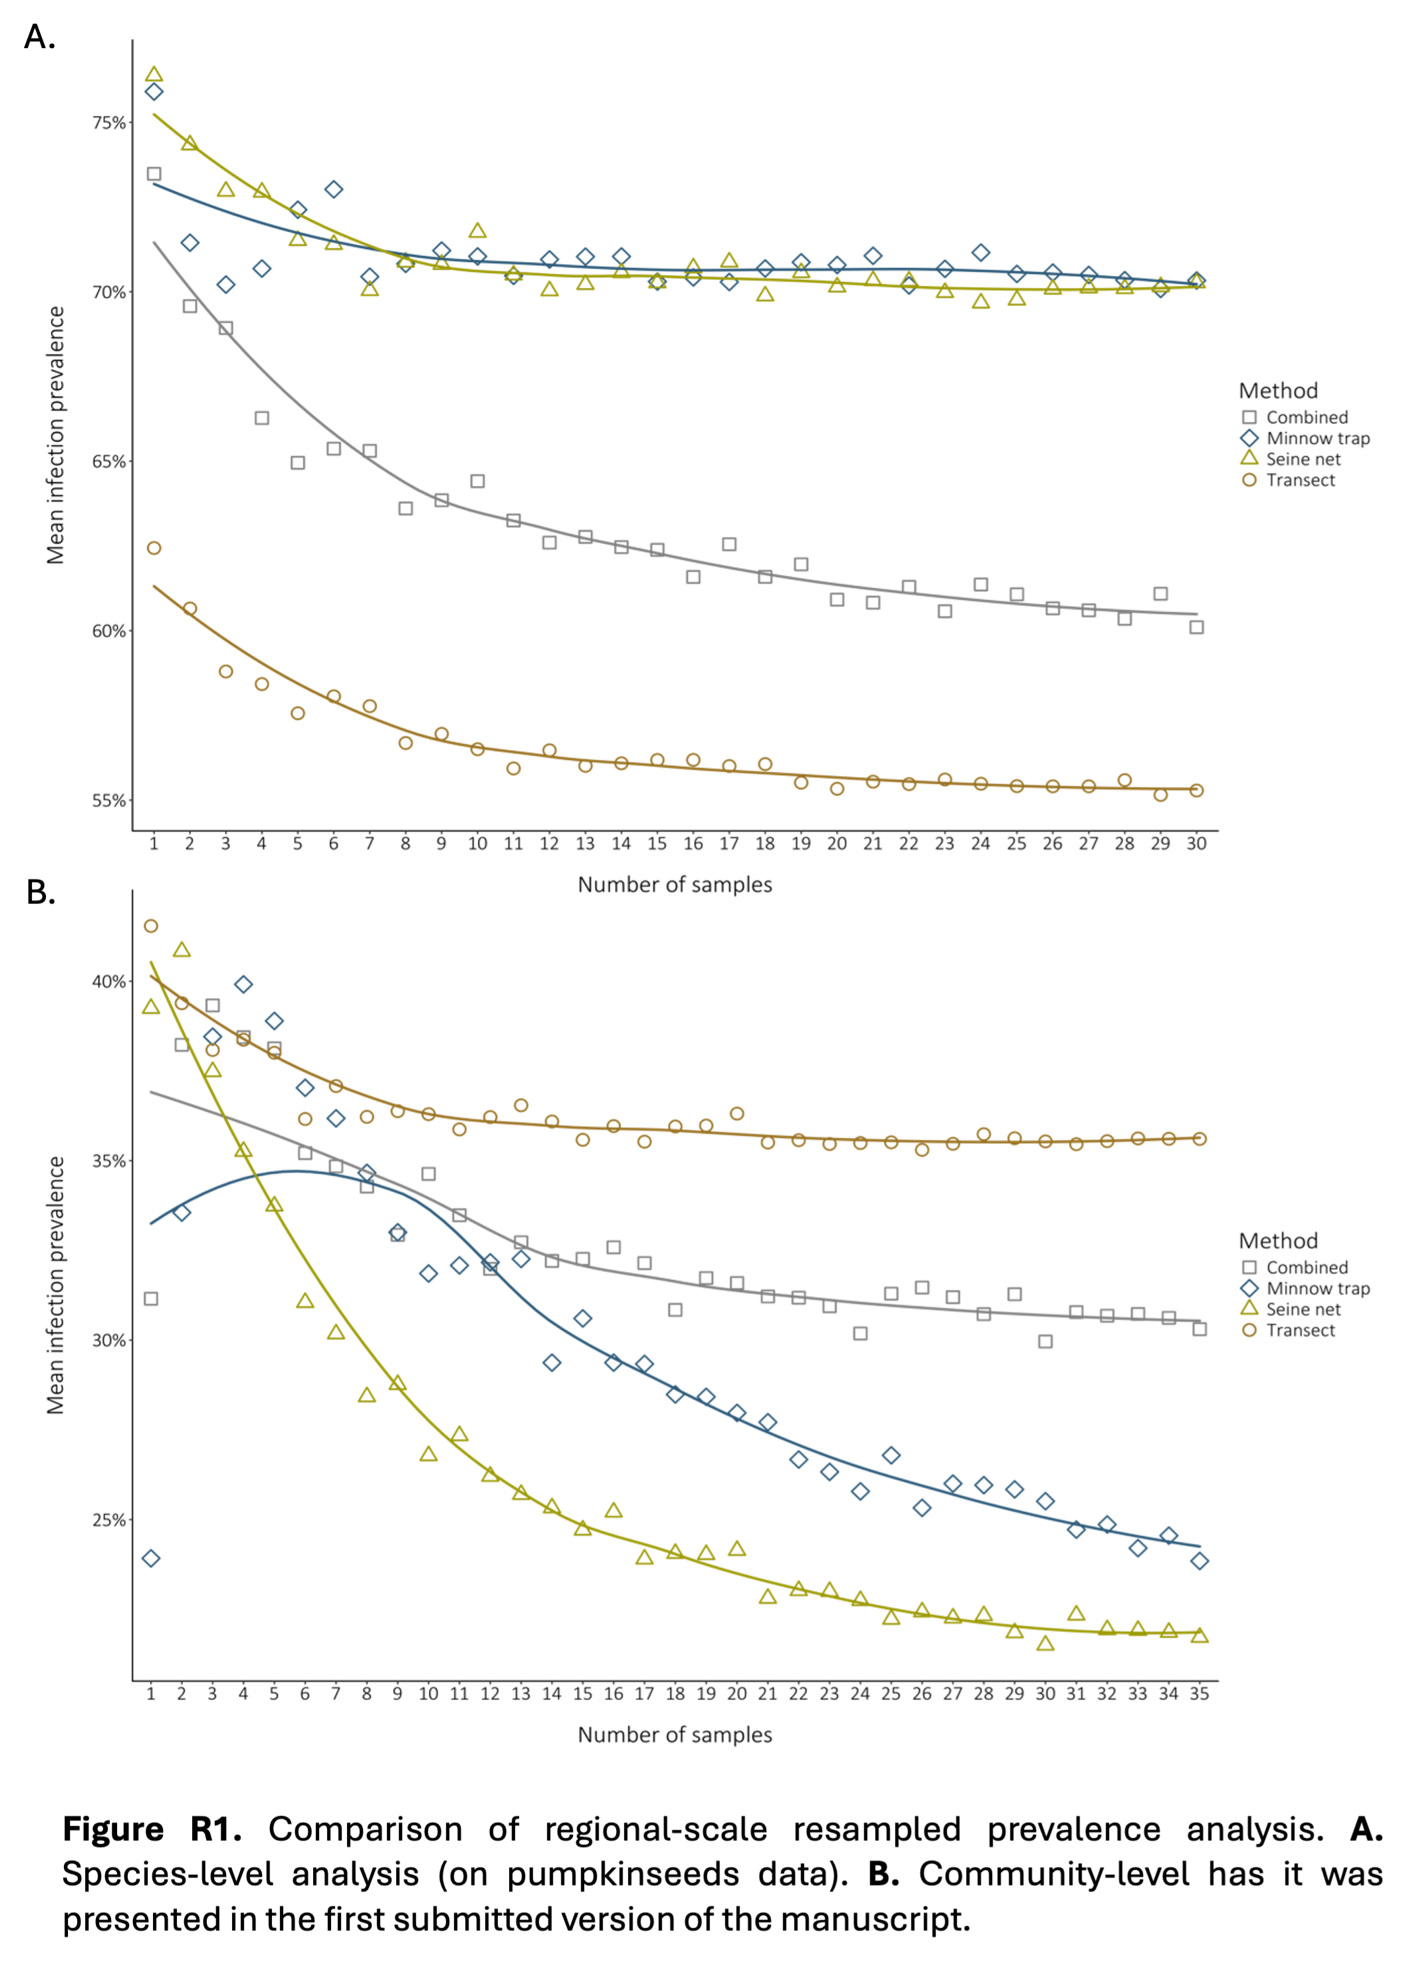 A.
75%
70%
65%
60%
55%
Mean infection prevalence
1 2 3 4 5 6 7 8 9 10 11 12 13 14 15 16 17 18 19 20 21 22 23 24 25 26 27 28 29 30
Number of samples
Method
Combined
Minnow trap
Seine net
Transect
B.
40%
35%
30%
25%
Mean infection prevalence
1 2 3 4 5 6 7 8 9 10 11 12 13 14 15 16 17 18 19 20 21 22 23 24 25 26 27 28 29 30 31 32 33 34 35
Number of samples
Method
Combined
Minnow trap
Seine net
Transect
Figure R1. Comparison of regional-scale resampled prevalence analysis. A.
Species-level analysis (on pumpkinseeds data). B. Community-level has it was
presented in the first submitted version of the manuscript.